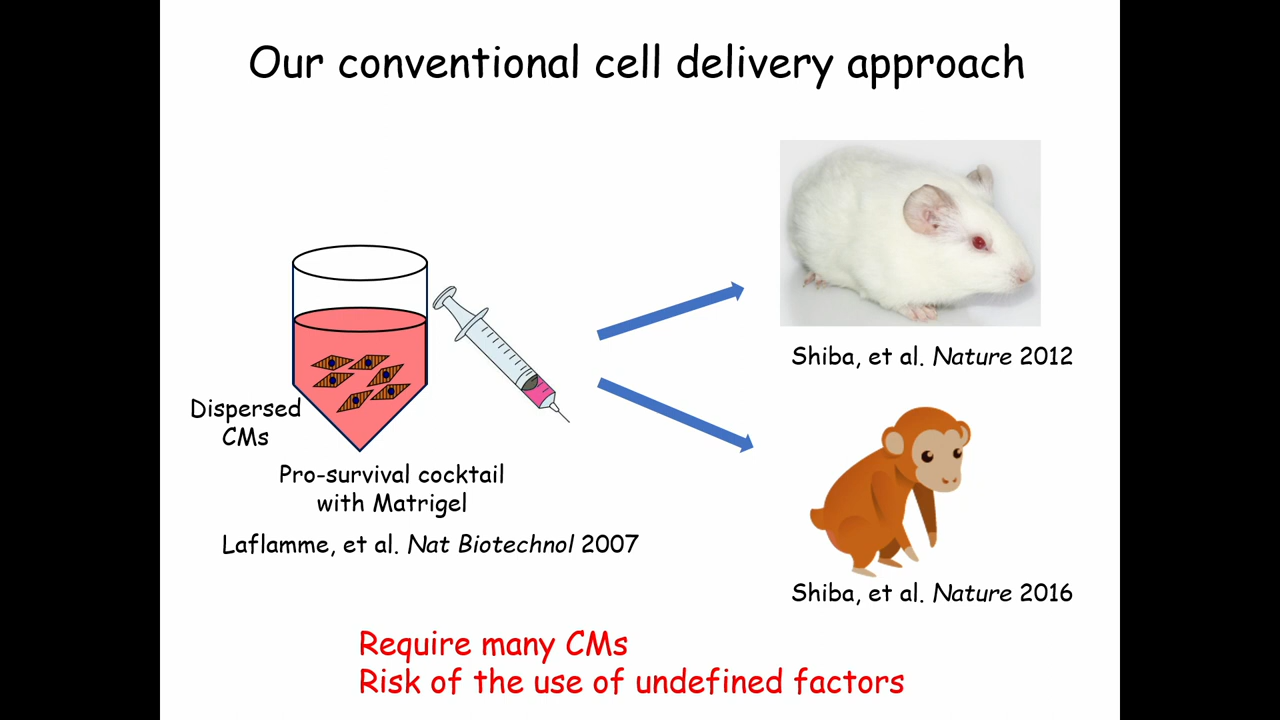 Our conventional cell delivery approach
Dispersed
CMs
Pro-survival cocktail
with Matrigel
Laflamme, et al. Nat Biotechnol 2007
Shiba, et al. Nature 2012
Shiba, et al. Nature 2016
Require many CMs
Risk of the use of undefined factors